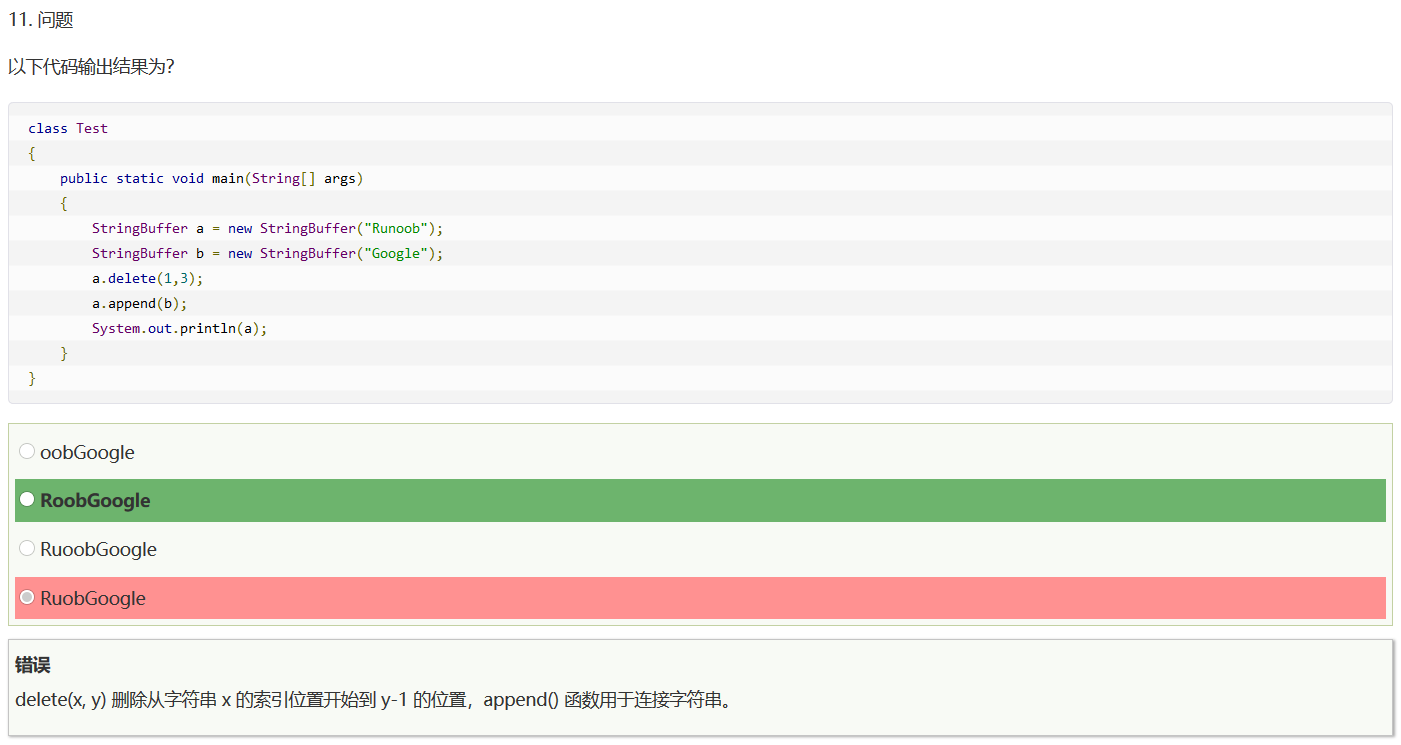 11. 问题
以下代码输出结果为?
class Test
{
    public static void main(String[] args)
    {
        StringBuffer a = new StringBuffer("Runoob");
        StringBuffer b = new StringBuffer("Google");
        a.delete(1,3);
        a.append(b);
        System.out.println(a);
    }
}
oobGoogle
RoobGoogle
RuoobGoogle
RuobGoogle
错误
delete(x, y) 删除从字符串 x 的索引位置开始到 y-1 的位置，append() 函数用于连接字符串。